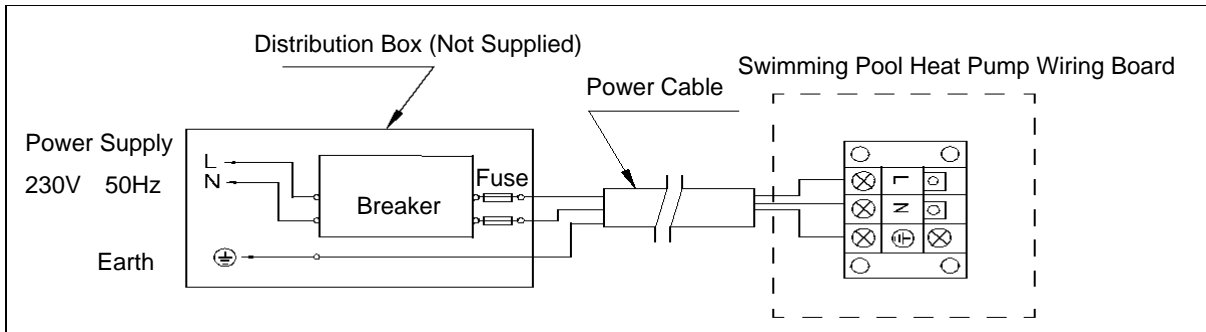 Distribution Box (Not Supplied)
Swimming Pool Heat Pump Wiring Board
Power Cable
Power Supply
230V 50Hz
L
N
Fuse
Breaker
Earth
L
N